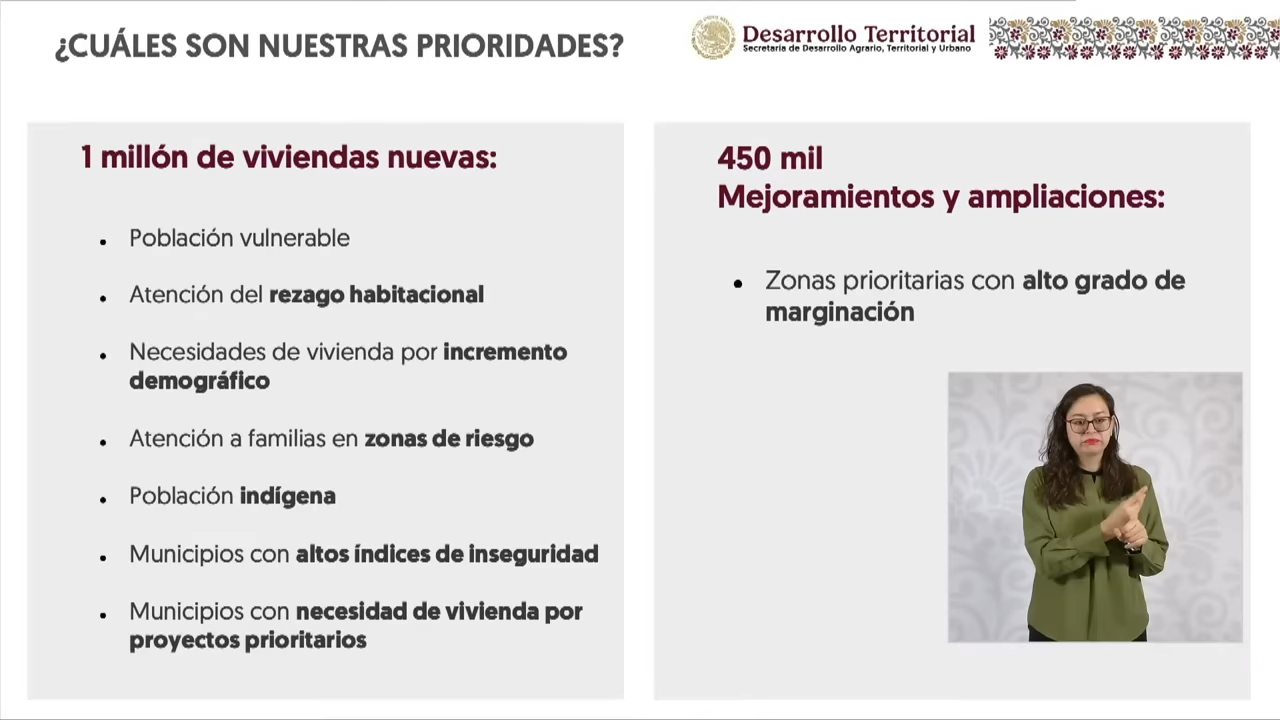 ¿CUÁLES SON NUESTRAS PRIORIDADES?
Desarrollo Territorial
Secretaría de Desarrollo Agrario, Territorial y Urbano
1 millón de viviendas nuevas:
• Población vulnerable
• Atención del rezago habitacional
• Necesidades de vivienda por incremento
demográfico
• Atención a familias en zonas de riesgo
• Población indígena
• Municipios con altos índices de inseguridad
• Municipios con necesidad de vivienda por
proyectos prioritarios
450 mil
Mejoramientos y ampliaciones:
• Zonas prioritarias con alto grado de
marginación